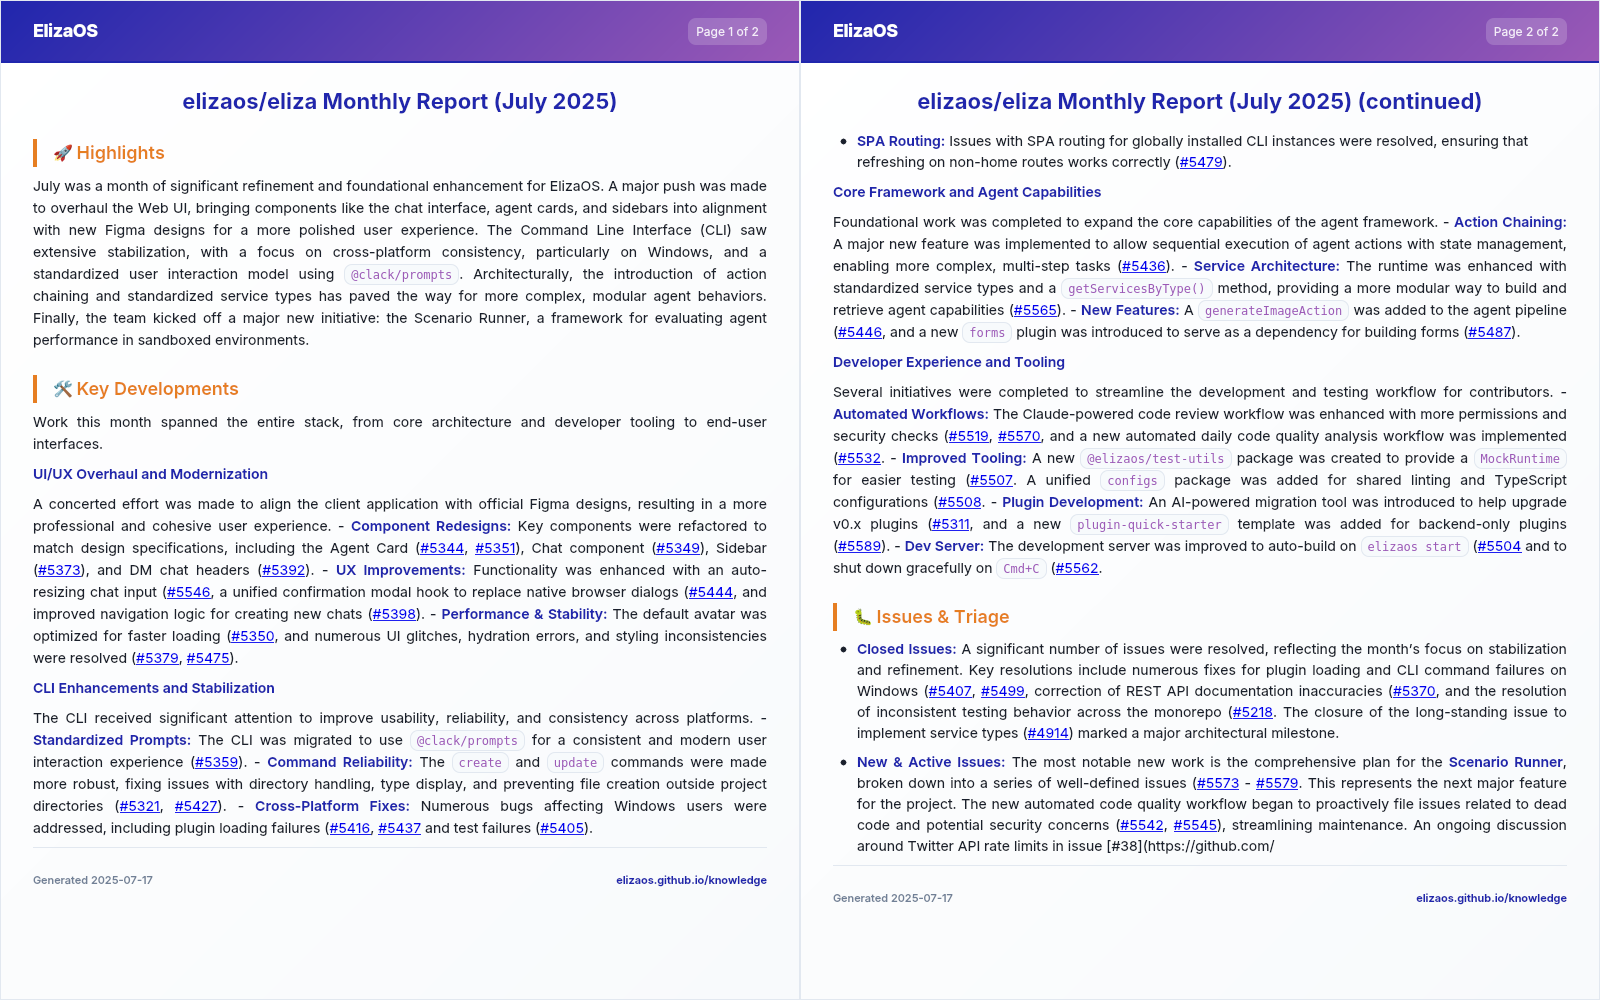 ElizaOS
Page 1 of 2
elizaos/eliza Monthly Report (July 2025)
🚀 Highlights
July was a month of significant refinement and foundational enhancement for ElizaOS. A major push was made
to overhaul the Web UI, bringing components like the chat interface, agent cards, and sidebars into alignment
with new Figma designs for a more polished user experience. The Command Line Interface (CLI) saw
extensive stabilization, with a focus on cross-platform consistency, particularly on Windows, and a
standardized user interaction model using @clack/prompts. Architecturally, the introduction of action
chaining and standardized service types has paved the way for more complex, modular agent behaviors.
Finally, the team kicked off a major new initiative: the Scenario Runner, a framework for evaluating agent
performance in sandboxed environments.
🛠️ Key Developments
Work this month spanned the entire stack, from core architecture and developer tooling to end-user
interfaces.
UI/UX Overhaul and Modernization
A concerted effort was made to align the client application with official Figma designs, resulting in a more
professional and cohesive user experience. - Component Redesigns: Key components were refactored to
match design specifications, including the Agent Card (#5344, #5351), Chat component (#5349), Sidebar
(#5373), and DM chat headers (#5392). - UX Improvements: Functionality was enhanced with an auto-
resizing chat input (#5546, a unified confirmation modal hook to replace native browser dialogs (#5444, and
improved navigation logic for creating new chats (#5398). - Performance & Stability: The default avatar was
optimized for faster loading (#5350, and numerous UI glitches, hydration errors, and styling inconsistencies
were resolved (#5379, #5475).
CLI Enhancements and Stabilization
The CLI received significant attention to improve usability, reliability, and consistency across platforms. -
Standardized Prompts: The CLI was migrated to use @clack/prompts for a consistent and modern user
interaction experience (#5359). - Command Reliability: The create and update commands were made
more robust, fixing issues with directory handling, type display, and preventing file creation outside project
directories (#5321, #5427). - Cross-Platform Fixes: Numerous bugs affecting Windows users were
addressed, including plugin loading failures (#5416, #5437 and test failures (#5405).
Generated 2025-07-17
elizaos.github.io/knowledge
ElizaOS
Page 2 of 2
elizaos/eliza Monthly Report (July 2025) (continued)
• SPA Routing: Issues with SPA routing for globally installed CLI instances were resolved, ensuring that
refreshing on non-home routes works correctly (#5479).
Core Framework and Agent Capabilities
Foundational work was completed to expand the core capabilities of the agent framework. - Action Chaining:
A major new feature was implemented to allow sequential execution of agent actions with state management,
enabling more complex, multi-step tasks (#5436). - Service Architecture: The runtime was enhanced with
standardized service types and a getServicesByType() method, providing a more modular way to build and
retrieve agent capabilities (#5565). - New Features: A generateImageAction was added to the agent pipeline
(#5446, and a new forms plugin was introduced to serve as a dependency for building forms (#5487).
Developer Experience and Tooling
Several initiatives were completed to streamline the development and testing workflow for contributors. -
Automated Workflows: The Claude-powered code review workflow was enhanced with more permissions and
security checks (#5519, #5570, and a new automated daily code quality analysis workflow was implemented
(#5532. - Improved Tooling: A new @elizaos/test-utils package was created to provide a MockRuntime
for easier testing (#5507. A unified configs package was added for shared linting and TypeScript
configurations (#5508. - Plugin Development: An AI-powered migration tool was introduced to help upgrade
v0.x plugins (#5311, and a new plugin-quick-starter template was added for backend-only plugins
(#5589). - Dev Server: The development server was improved to auto-build on elizaos start (#5504 and to
shut down gracefully on Cmd+C (#5562.
🐛 Issues & Triage
• Closed Issues: A significant number of issues were resolved, reflecting the month's focus on stabilization
and refinement. Key resolutions include numerous fixes for plugin loading and CLI command failures on
Windows (#5407, #5499, correction of REST API documentation inaccuracies (#5370, and the resolution
of inconsistent testing behavior across the monorepo (#5218. The closure of the long-standing issue to
implement service types (#4914) marked a major architectural milestone.
• New & Active Issues: The most notable new work is the comprehensive plan for the Scenario Runner,
broken down into a series of well-defined issues (#5573 - #5579. This represents the next major feature
for the project. The new automated code quality workflow began to proactively file issues related to dead
code and potential security concerns (#5542, #5545), streamlining maintenance. An ongoing discussion
around Twitter API rate limits in issue [#38](https://github.com/
Generated 2025-07-17
elizaos.github.io/knowledge